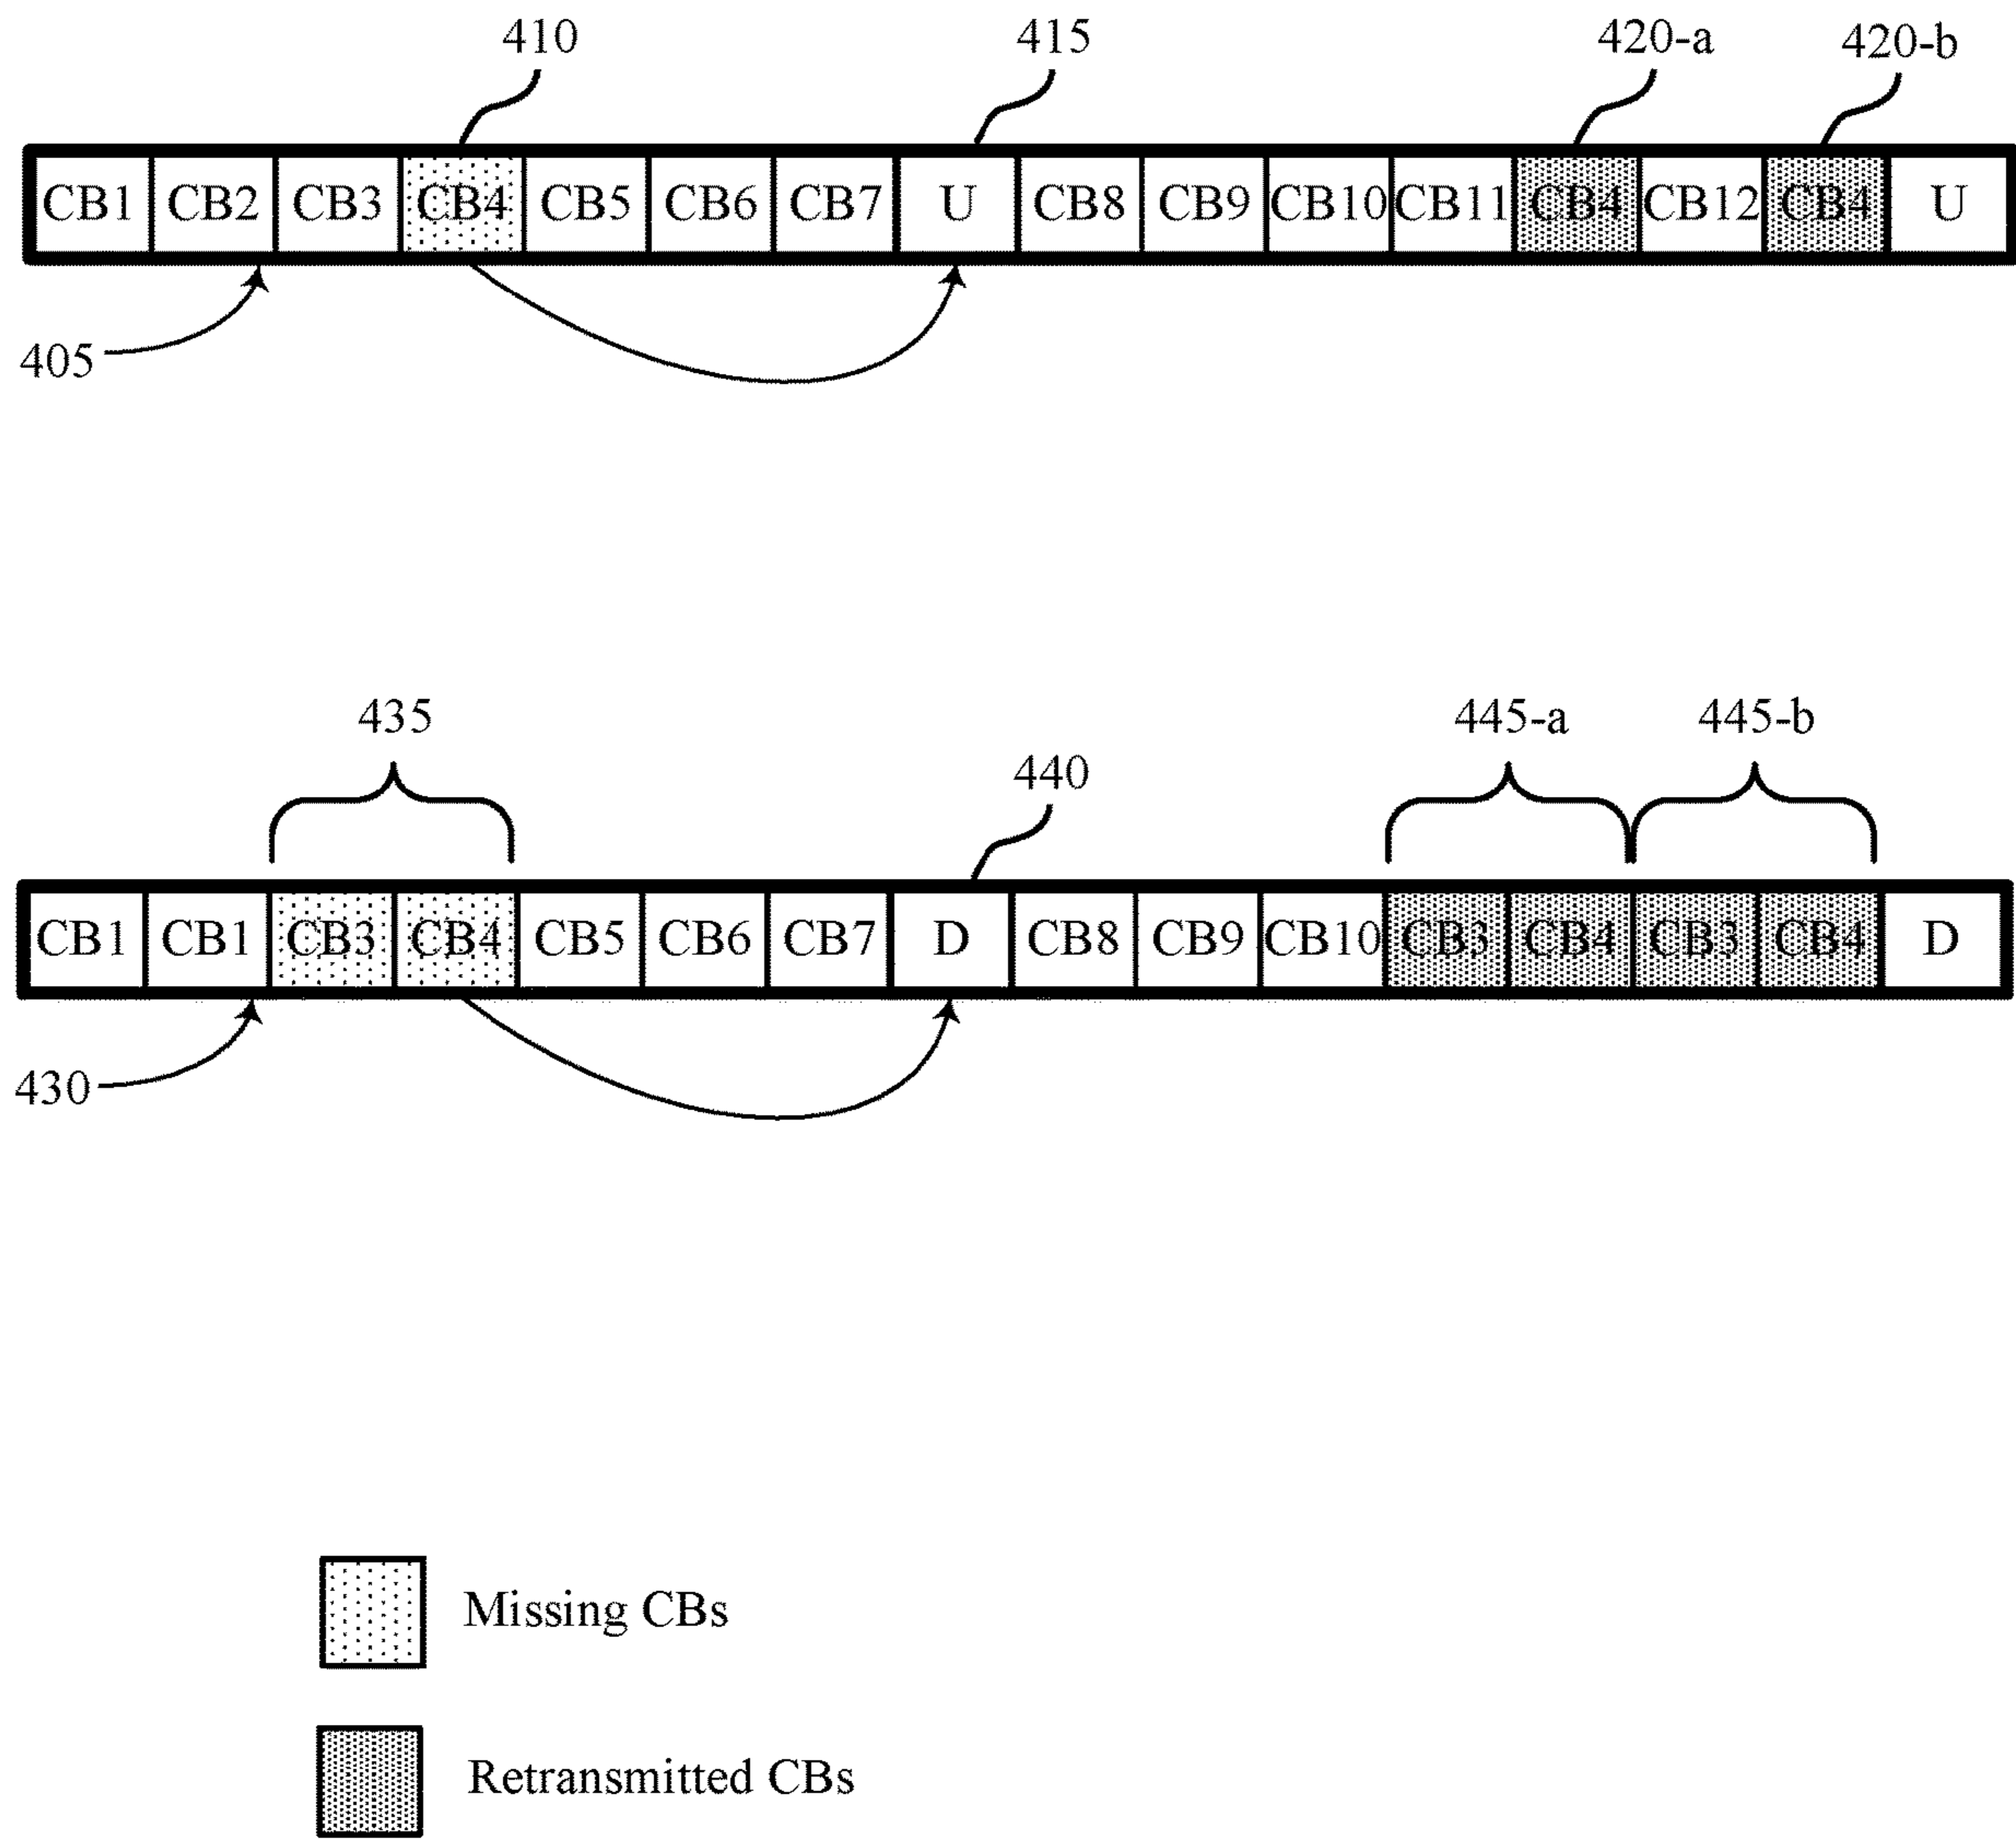 410 415 420-a 420-b
CB1 CB2 CB3 CB4 CB5 CB6 CB7 U CB8 CB9 CB10 CB11 CB4 CB12 CB4 U
405
435 445-a 445-b
440
CB1 CB1 CB3 CB4 CB5 CB6 CB7 D CB8 CB9 CB10 CB3 CB4 CB3 CB4 D
430
Missing CBs
Retransmitted CBs